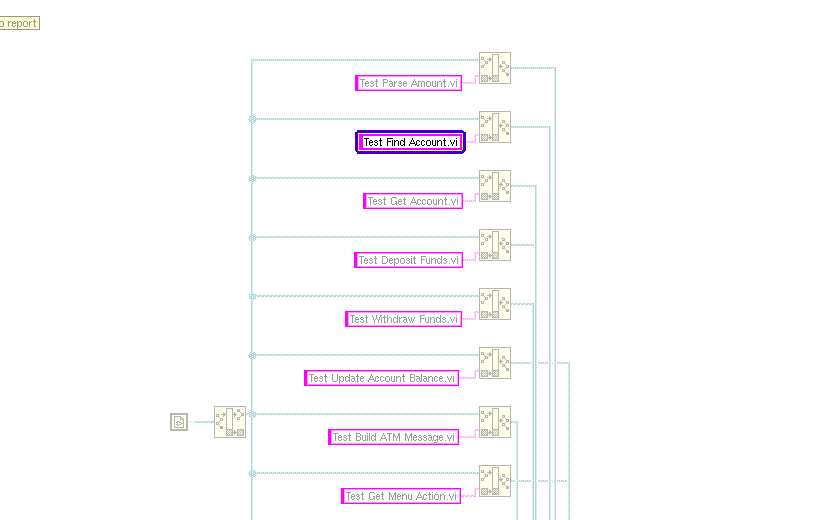 o report
Test Parse Amount.vi
Test Find Account.vi
Test Get Account.vi
Test Deposit Funds.vi
Test Withdraw Funds.vi
Test Update Account Balance.vi
Test Build ATM Message.vi
Test Get Menu Action.vi